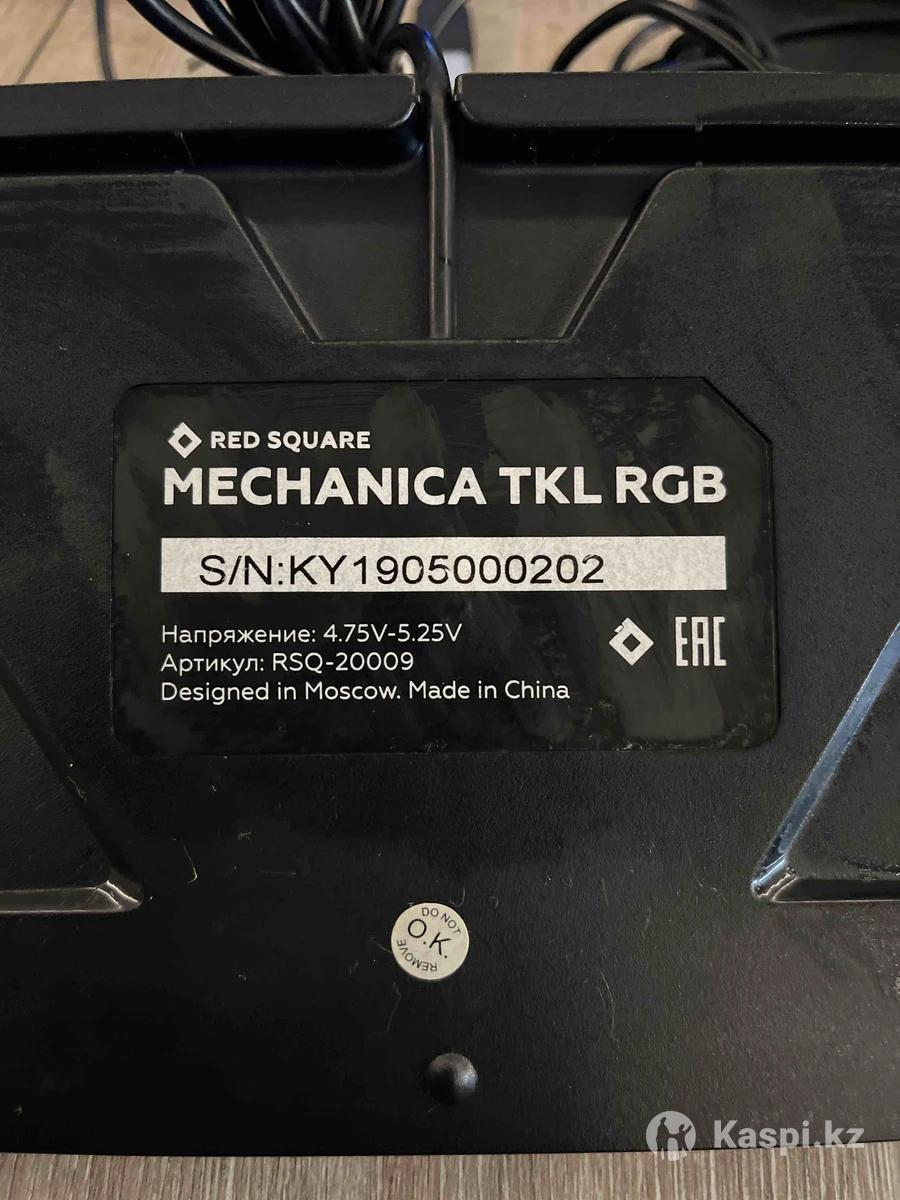 RED SQUARE
MECHANICA TKL RGB
S/N:KY1905000202
Напряжение: 4.75V-5.25V
Артикул: RSQ-20009
Designed in Moscow. Made in China
EAC
DO NOT
O.K.
REMOVE
Kaspi.kz